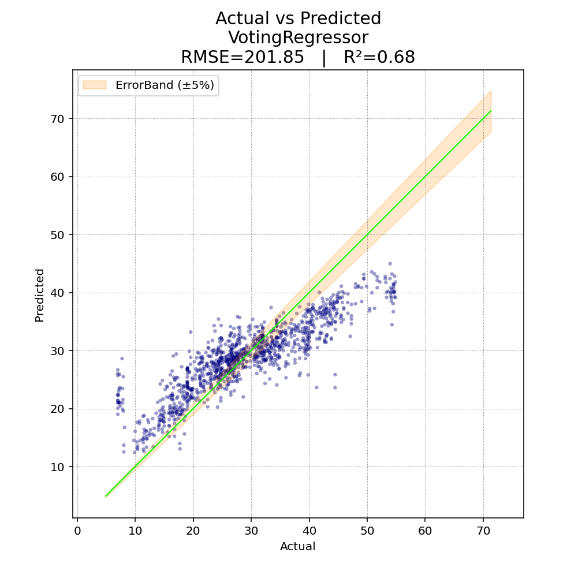 Actual vs Predicted
VotingRegressor
RMSE=201.85 | R²=0.68
ErrorBand (±5%)
70
60
50
40
30
20
10
Predicted
0 10 20 30 40 50 60 70
Actual